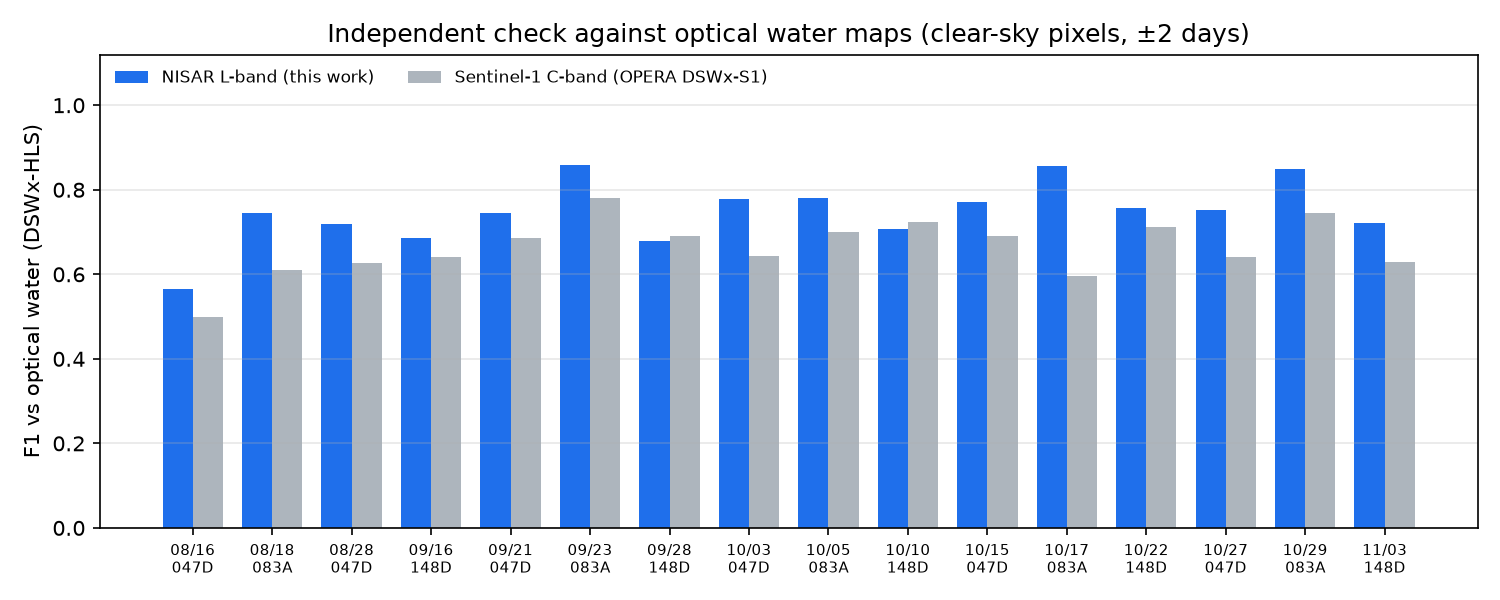 Independent check against optical water maps (clear-sky pixels, ±2 days)
NISAR L-band (this work) Sentinel-1 C-band (OPERA DSWx-S1)
F1 vs optical water (DSWx-HLS)
1.0
0.8
0.6
0.4
0.2
0.0
08/16 08/18 08/28 09/16 09/21 09/23 09/28 10/03 10/05 10/10 10/15 10/17 10/22 10/27 10/29 11/03
047D 083A 047D 148D 047D 083A 148D 047D 083A 148D 047D 083A 148D 047D 083A 148D